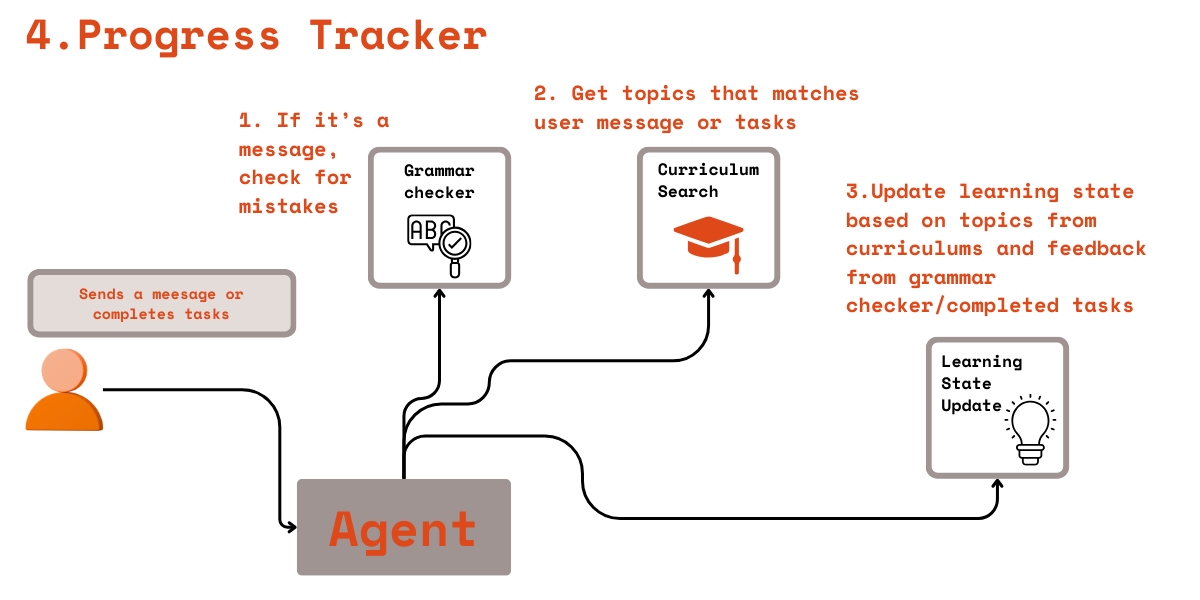 4.Progress Tracker
1. If it's a
message,
check for
mistakes
Grammar
checker
ABC
2. Get topics that matches
user message or tasks
Curriculum
Search
3.Update learning state
based on topics from
curriculums and feedback
from grammar
checker/completed tasks
Learning
State
Update
Sends a meesage or
completes tasks
Agent